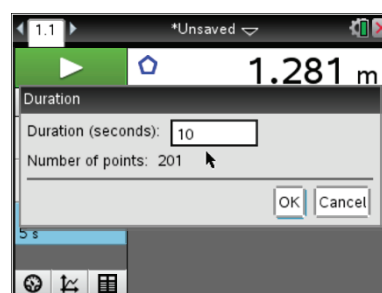 1.1 *Unsaved
1.281 m
Duration
Duration (seconds): 10
Number of points: 201
OK Cancel
5 s